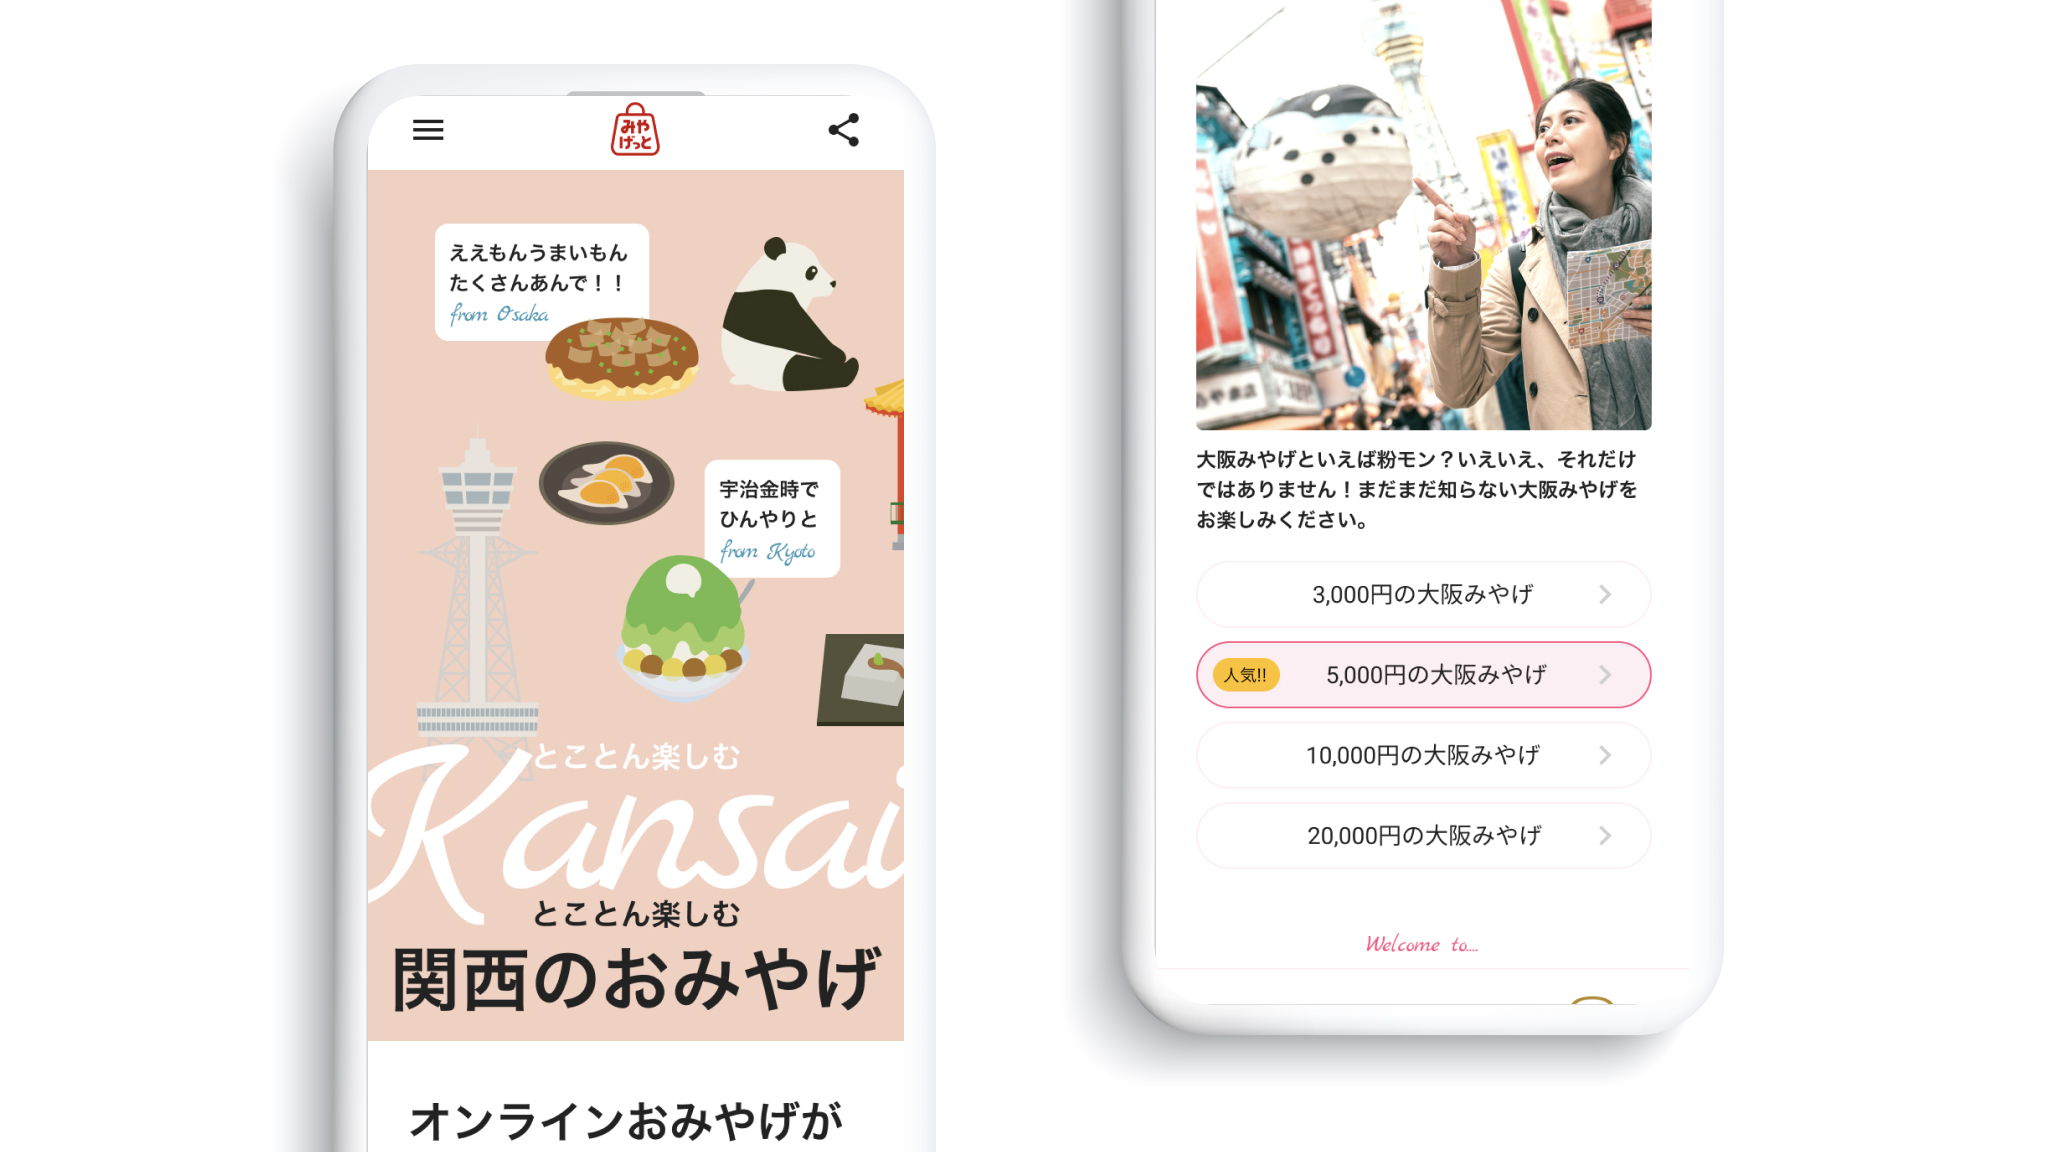 みや
げっと
ええもんうまいもん
たくさんあんで！！
from Osaka
宇治金時で
ひんやりと
from Kyoto
とことん楽しむ
Kansai
とことん楽しむ
関西のおみやげ
オンラインおみやげが
大阪みやげといえば粉モン？いえいえ、それだけ
ではありません！まだまだ知らない大阪みやげを
お楽しみください。
3,000円の大阪みやげ
人気!! 5,000円の大阪みやげ
10,000円の大阪みやげ
20,000円の大阪みやげ
Welcome to....